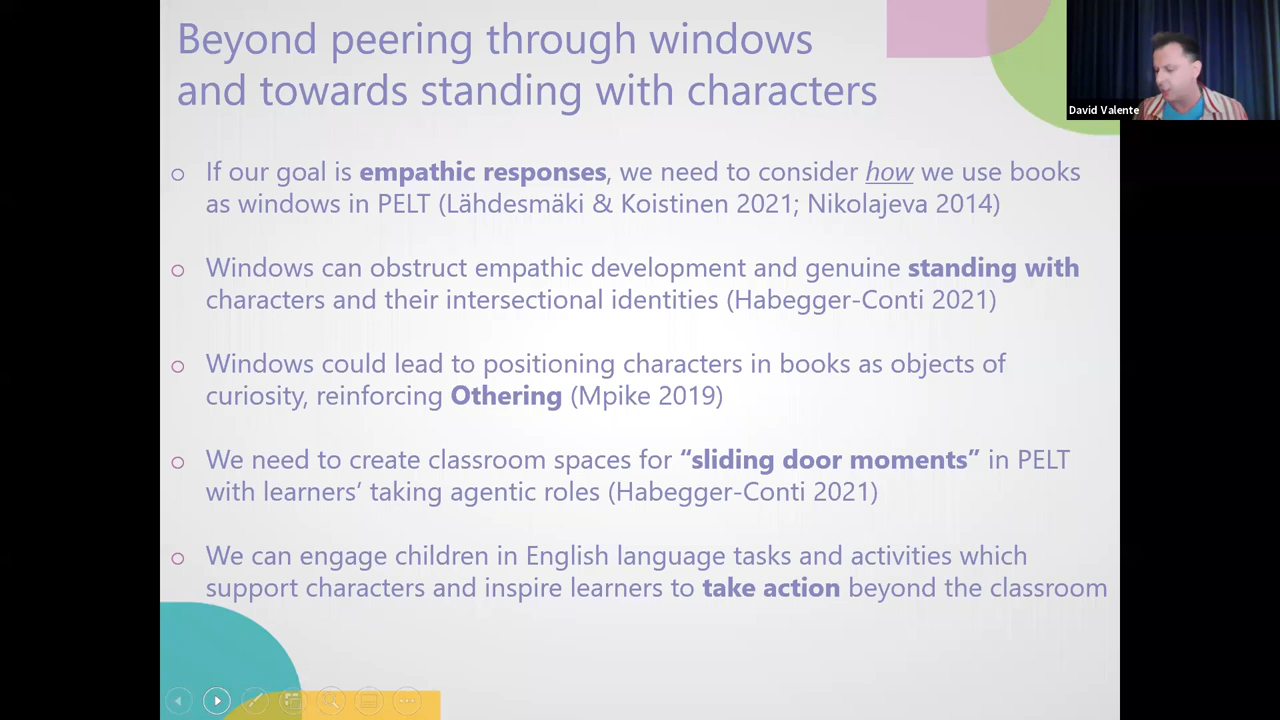 Beyond peering through windows
and towards standing with characters
David Valente
If our goal is empathic responses, we need to consider how we use books
as windows in PELT (Lähdesmäki & Koistinen 2021; Nikolajeva 2014)
Windows can obstruct empathic development and genuine standing with
characters and their intersectional identities (Habegger-Conti 2021)
Windows could lead to positioning characters in books as objects of
curiosity, reinforcing Othering (Mpike 2019)
We need to create classroom spaces for “sliding door moments” in PELT
with learners’ taking agentic roles (Habegger-Conti 2021)
We can engage children in English language tasks and activities which
support characters and inspire learners to take action beyond the classroom